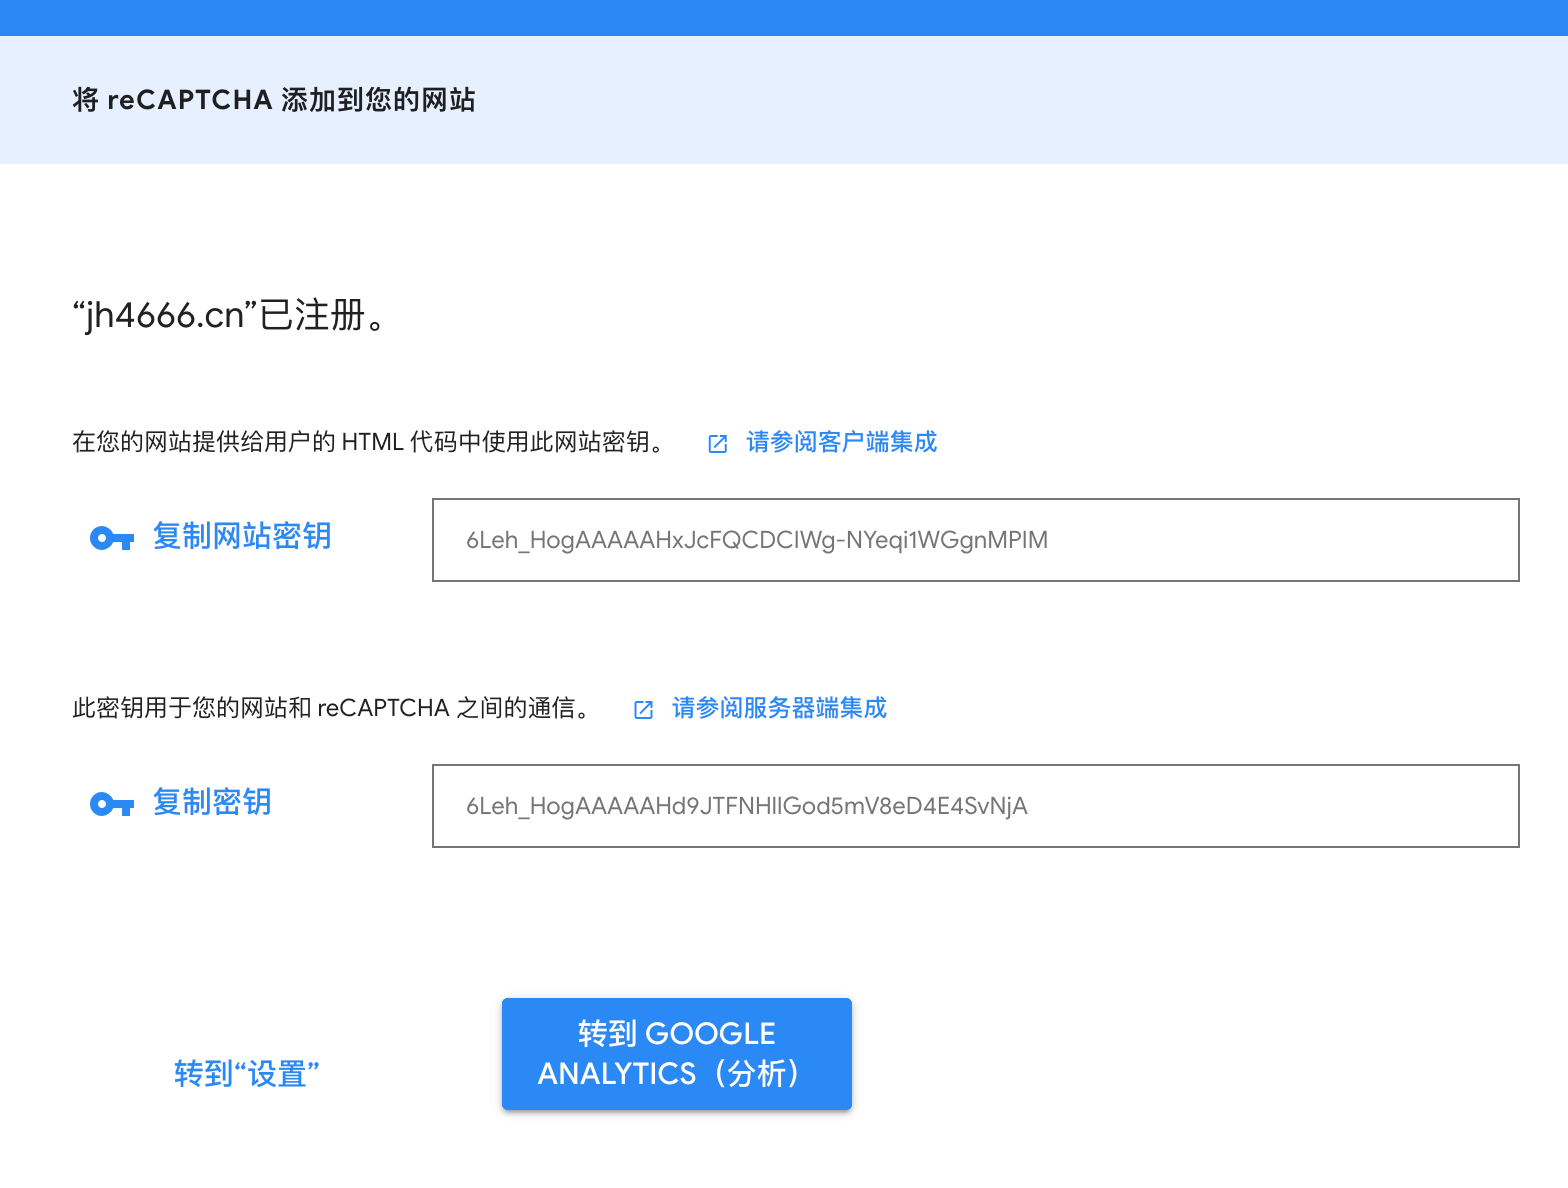 将 reCAPTCHA 添加到您的网站
“jh4666.cn”已注册。
在您的网站提供给用户的 HTML 代码中使用此网站密钥。 请参阅客户端集成
复制网站密钥
6Leh_HogAAAAAHxJcFQCDCIWg-NYeqi1WGgnMPIM
此密钥用于您的网站和 reCAPTCHA 之间的通信。 请参阅服务器端集成
复制密钥
6Leh_HogAAAAAHd9JTFNHIlGod5mV8eD4E4SvNjA
转到“设置”
转到 GOOGLE
ANALYTICS（分析）